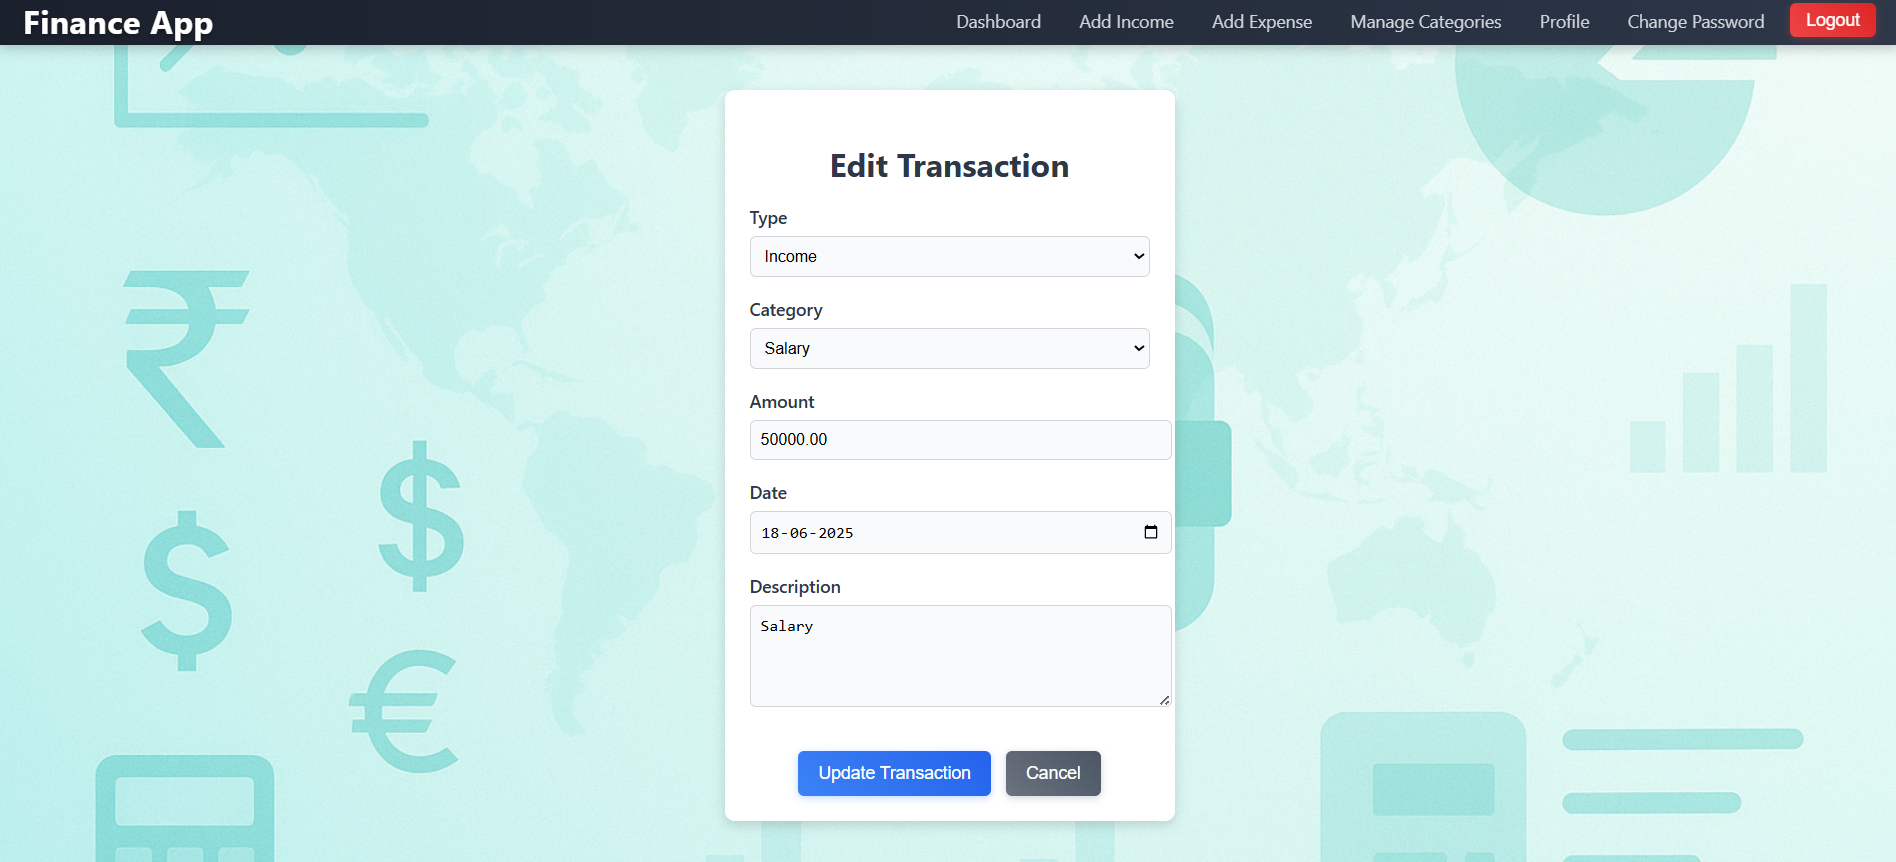 Finance App
Dashboard Add Income Add Expense Manage Categories Profile Change Password Logout
Edit Transaction
Type
Income
Category
Salary
Amount
50000.00
Date
18-06-2025
Description
Salary
Update Transaction Cancel